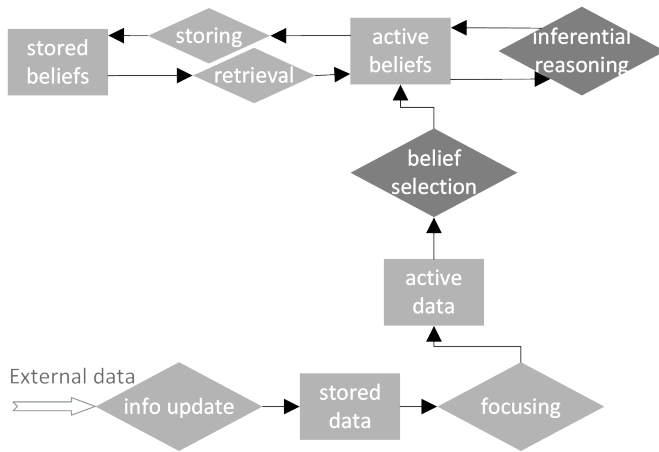 stored
beliefs
storing
retrieval
active
beliefs
inferential
reasoning
belief
selection
active
data
External data
info update
stored
data
focusing